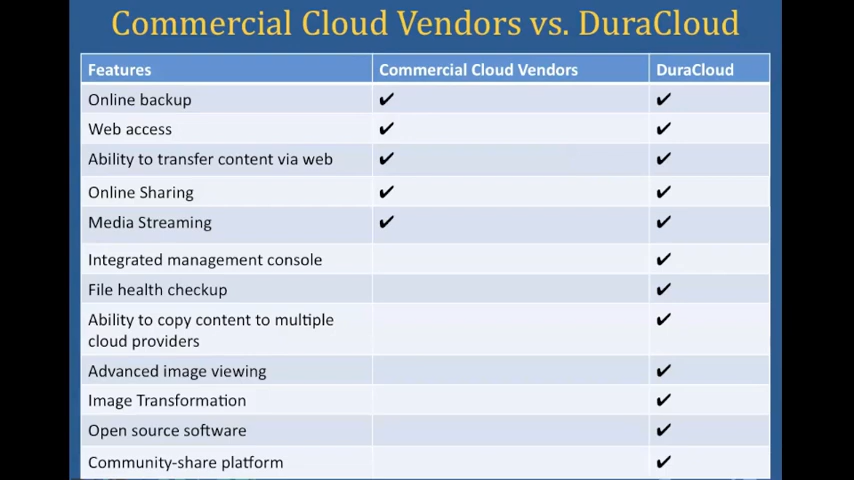 Commercial Cloud Vendors vs. DuraCloud
Features Commercial Cloud Vendors DuraCloud
Online backup ✔ ✔
Web access ✔ ✔
Ability to transfer content via web ✔ ✔
Online Sharing ✔ ✔
Media Streaming ✔ ✔
Integrated management console ✔
File health checkup ✔
Ability to copy content to multiple ✔
cloud providers
Advanced image viewing ✔
Image Transformation ✔
Open source software ✔
Community-share platform ✔